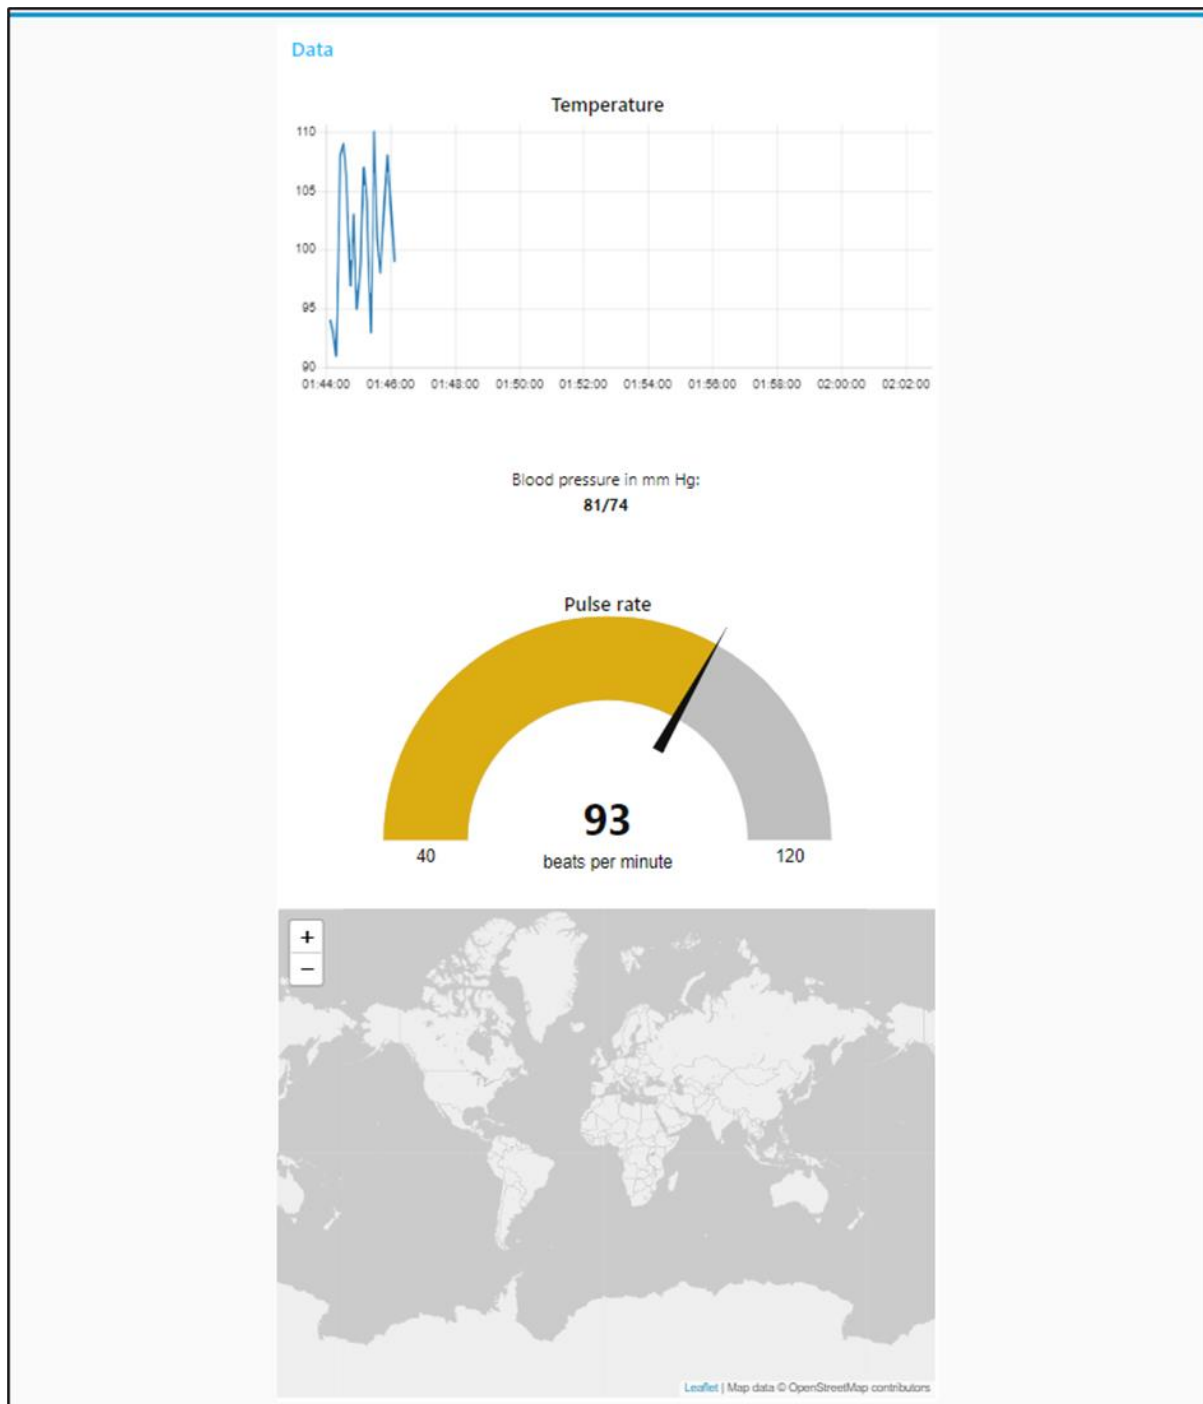 Data
Temperature
110
105
100
95
90
01:44:00 01:46:00 01:48:00 01:50:00 01:52:00 01:54:00 01:56:00 01:58:00 02:00:00 02:02:00
Blood pressure in mm Hg:
81/74
Pulse rate
93
40 beats per minute 120
+
−
Leaflet | Map data © OpenStreetMap contributors